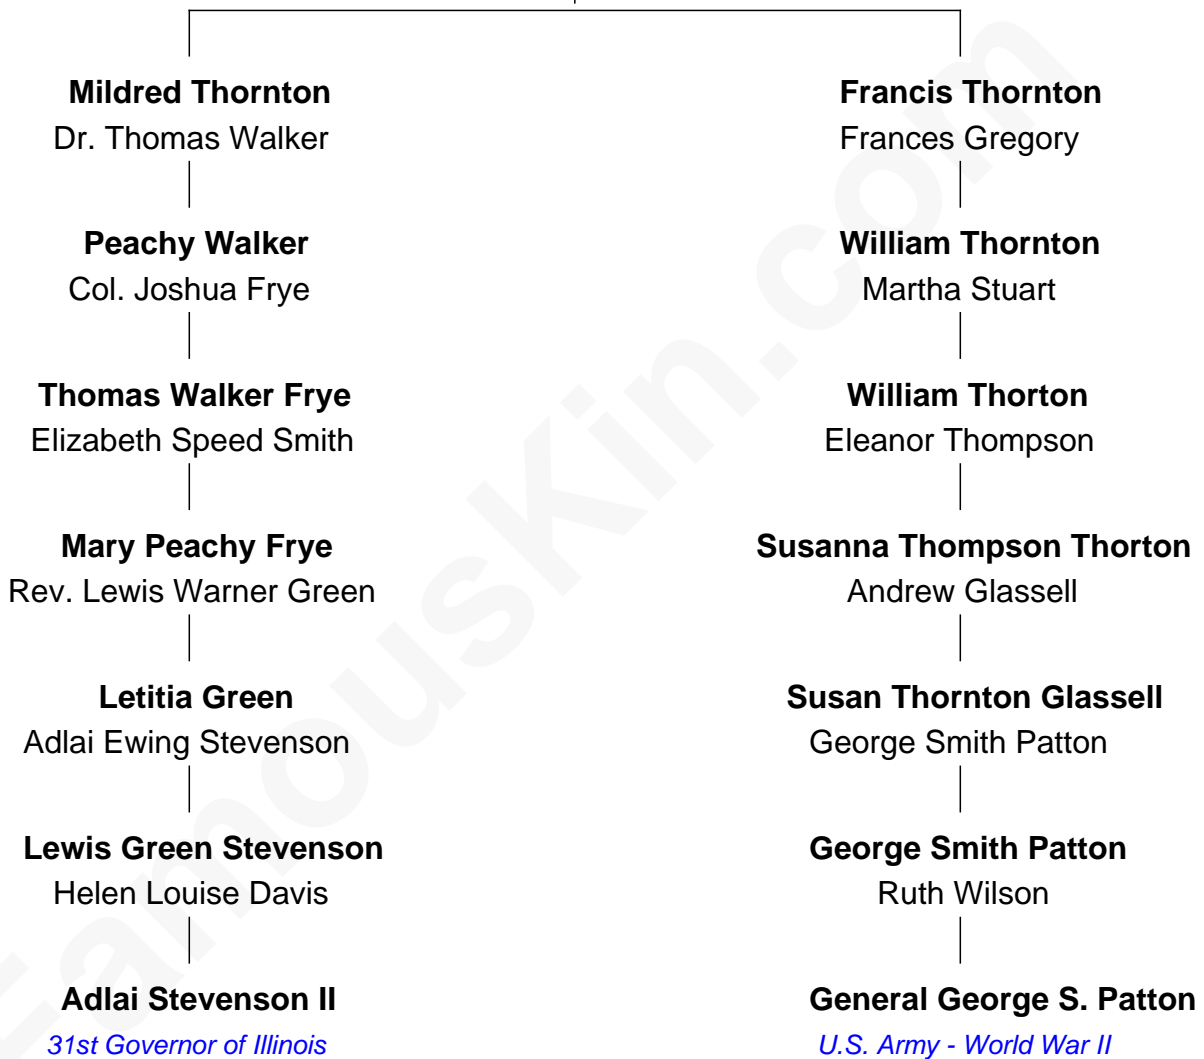 Mildred Thornton
Dr. Thomas Walker
Francis Thornton
Frances Gregory
Peachy Walker
Col. Joshua Frye
William Thornton
Martha Stuart
Thomas Walker Frye
Elizabeth Speed Smith
William Thorton
Eleanor Thompson
Mary Peachy Frye
Rev. Lewis Warner Green
Susanna Thompson Thorton
Andrew Glassell
Letitia Green
Adlai Ewing Stevenson
Susan Thornton Glassell
George Smith Patton
Lewis Green Stevenson
Helen Louise Davis
George Smith Patton
Ruth Wilson
Adlai Stevenson II
31st Governor of Illinois
General George S. Patton
U.S. Army - World War II
FamousKin.com